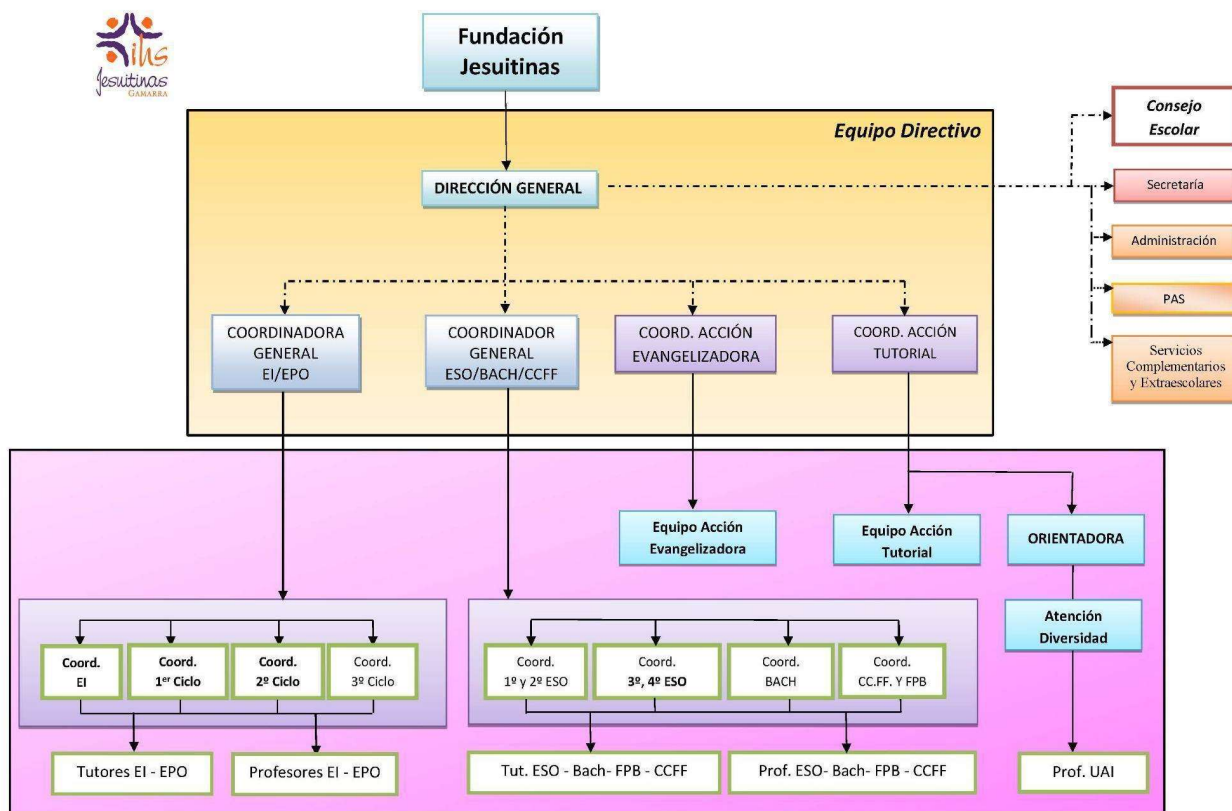 ihs
Jesuitinas
GAMARRA
Fundación
Jesuitinas
Equipo Directivo
Consejo
Escolar
DIRECCIÓN GENERAL
Secretaría
Administración
PAS
Servicios
Complementarios
y Extraescolares
COORDINADORA
GENERAL
EI/EPO
COORDINADOR
GENERAL
ESO/BACH/CCFF
COORD. ACCIÓN
EVANGELIZADORA
COORD. ACCIÓN
TUTORIAL
Equipo Acción
Evangelizadora
Equipo Acción
Tutorial
ORIENTADORA
Atención
Diversidad
Coord.
EI
Coord.
1er Ciclo
Coord.
2º Ciclo
Coord.
3º Ciclo
Coord.
1º y 2º ESO
Coord.
3º, 4º ESO
Coord.
BACH
Coord.
CC.FF. Y FPB
Tutores EI - EPO
Profesores EI - EPO
Tut. ESO - Bach- FPB - CCFF
Prof. ESO- Bach- FPB - CCFF
Prof. UAI